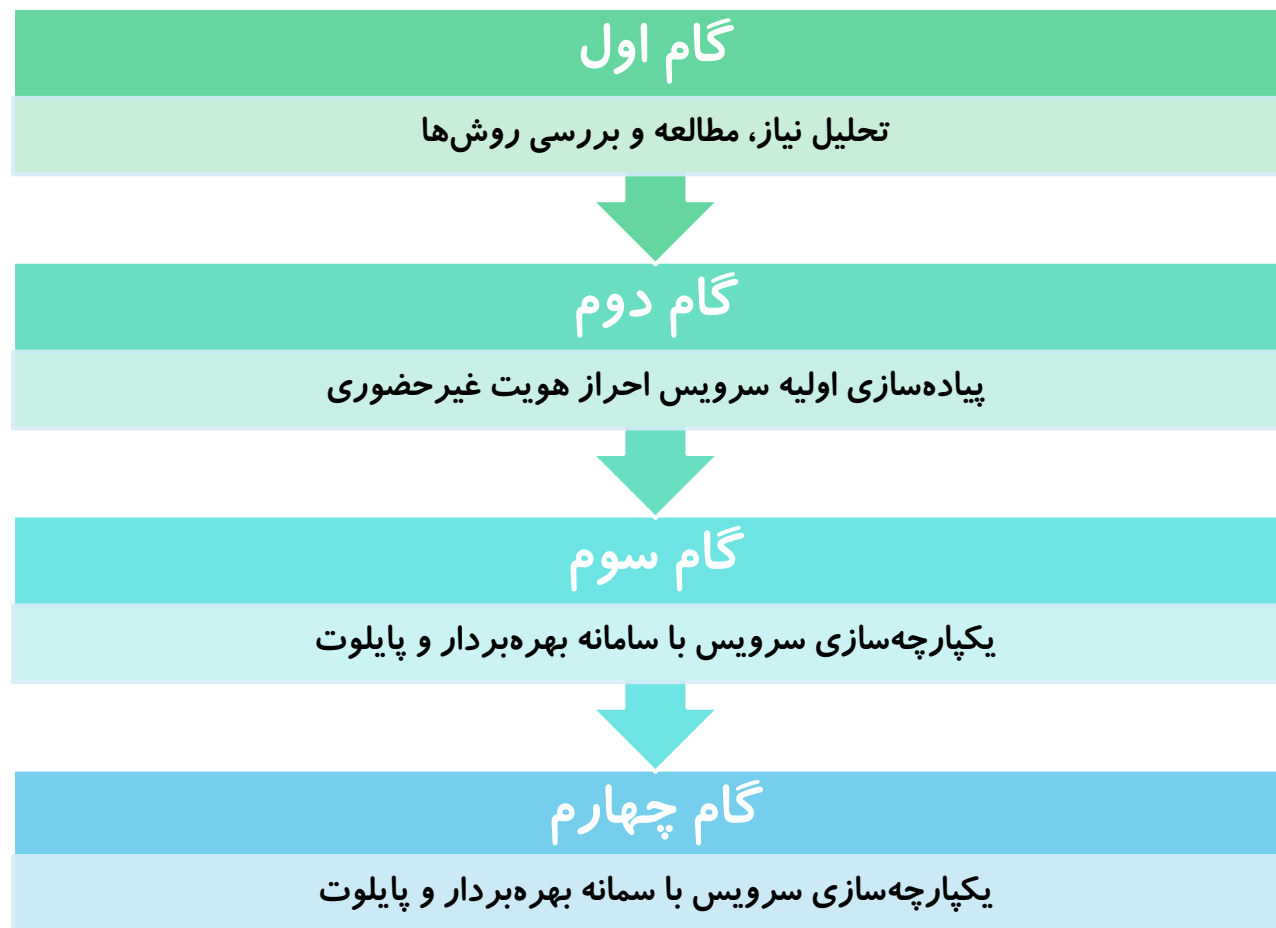 گام اول
تحلیل نیاز، مطالعه و بررسی روش‌ها
گام دوم
پیاده‌سازی اولیه سرویس احراز هویت غیرحضوری
گام سوم
یکپارچه‌سازی سرویس با سامانه بهره‌بردار و پایلوت
گام چهارم
یکپارچه‌سازی سرویس با سمانه بهره‌بردار و پایلوت